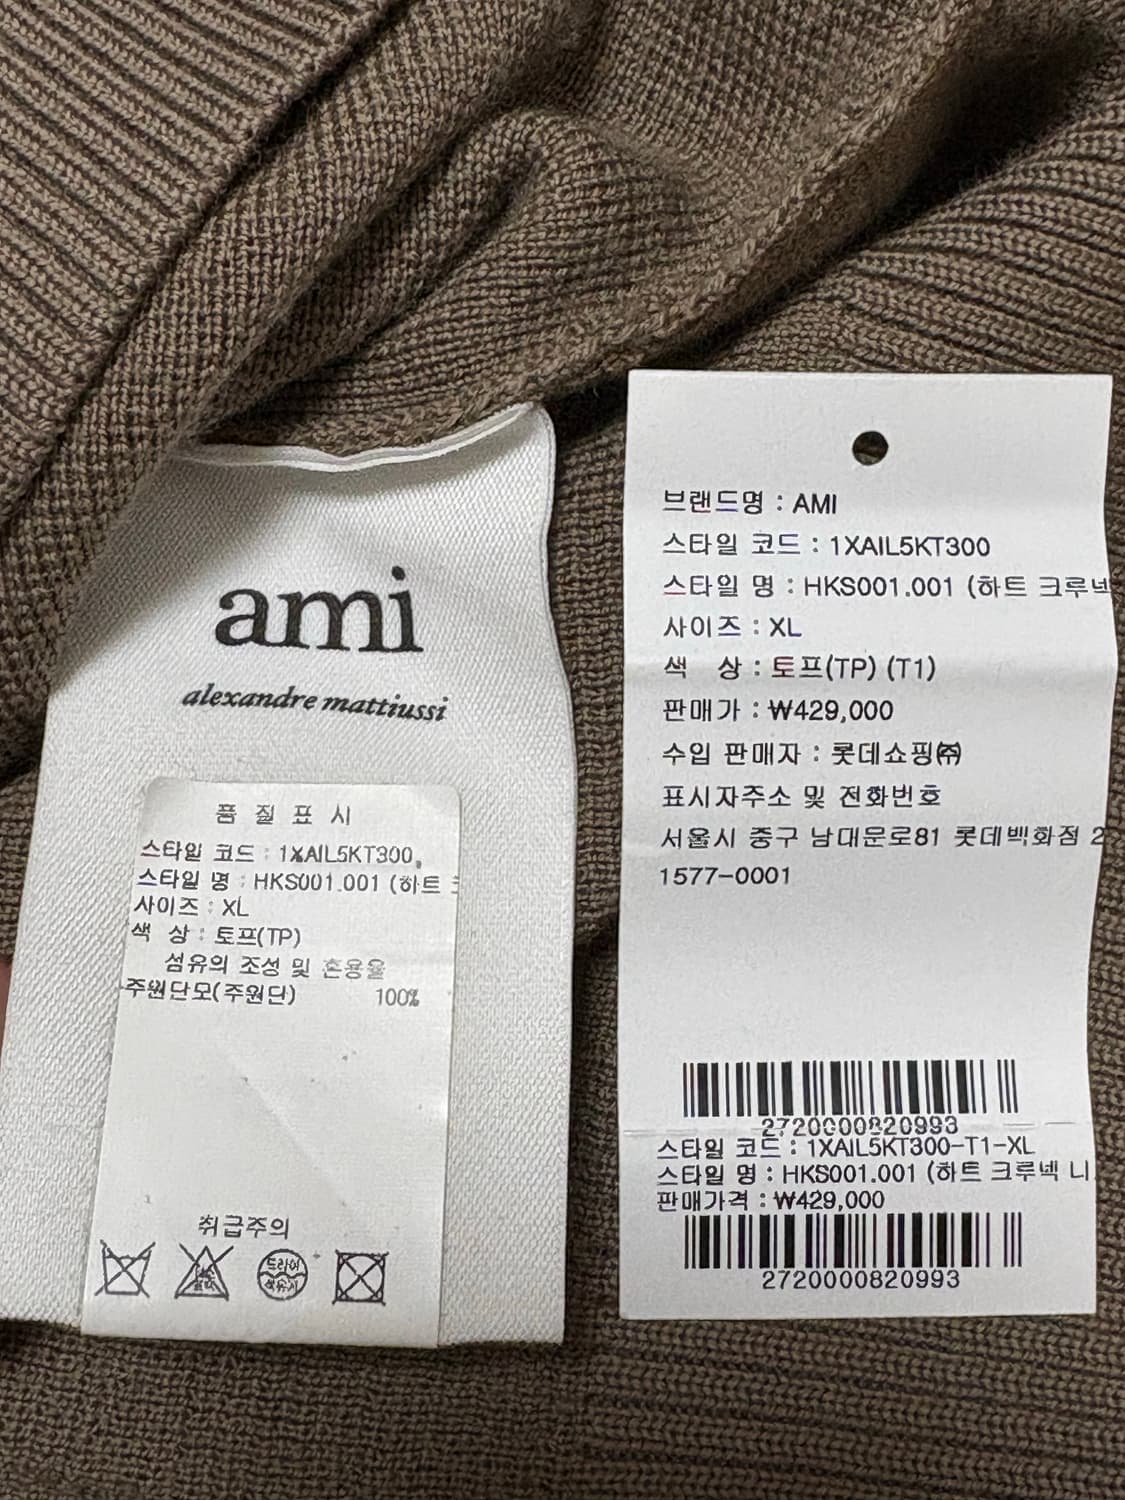 ami
alexandre mattiussi
품 질 표 시
스타일 코드 : 1XAIL5KT300,
스타일 명 : HKS001.001 (하트
사이즈 : XL
색 상 : 토프(TP)
섬유의 조성 및 혼용율
주원단모(주원단) 100%
취급주의
드라이
석유계
브랜드명 : AMI
스타일 코드 : 1XAIL5KT300
스타일 명 : HKS001.001 (하트 크루넥
사이즈 : XL
색 상 : 토프(TP) (T1)
판매가 : ₩429,000
수입 판매자 : 롯데쇼핑㈜
표시자주소 및 전화번호
서울시 중구 남대문로81 롯데백화점 2
1577-0001
2720000820993
스타일 코드 : 1XAIL5KT300-T1-XL
스타일 명 : HKS001.001 (하트 크루넥 니
판매가격 : ₩429,000
2720000820993